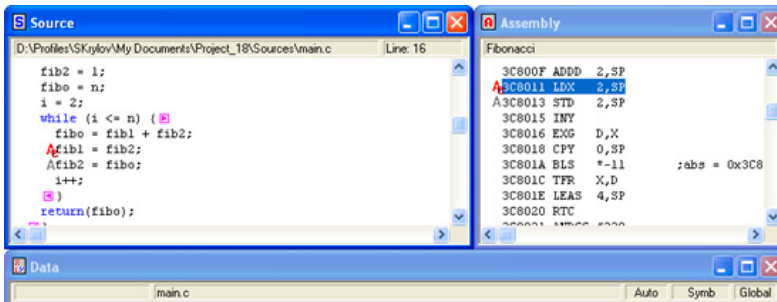 Source
D:\Profiles\SKrylov\My Documents\Project_18\Sources\main.c Line: 16
fib2 = 1;
fibo = n;
i = 2;
while (i <= n) {
fibo = fib1 + fib2;
fib1 = fib2;
fib2 = fibo;
i++;
}
return(fibo);
Assembly
Fibonacci
3C800F ADDD 2,SP
3C8011 LDX 2,SP
3C8013 STD 2,SP
3C8015 INY
3C8016 EXG D,X
3C8018 CPY 0,SP
3C801A BLS *-11 ;abs = 0x3C8
3C801C TFR X,D
3C801E LEAS 4,SP
3C8020 RTC
Data
main.c Auto Symb Global